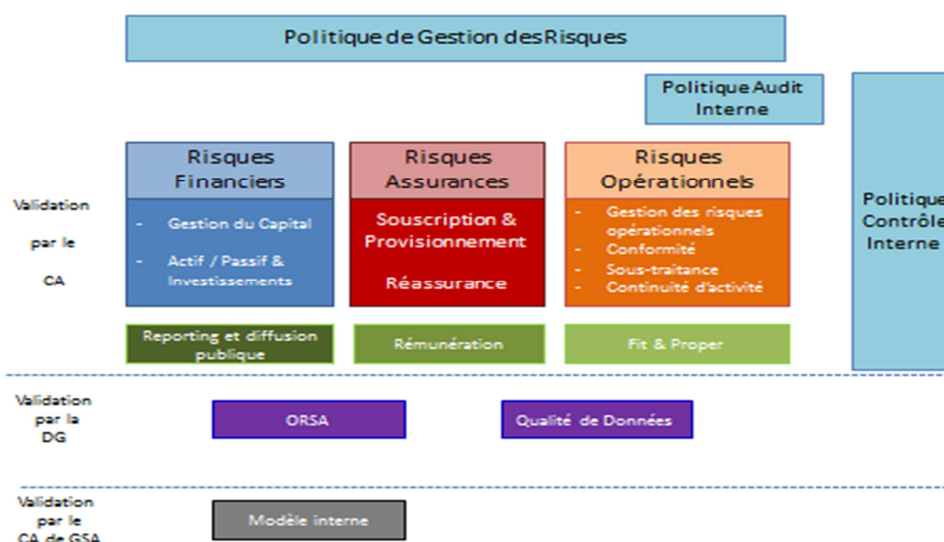 Politique de Gestion des Risques
Politique Audit
Interne
Politique
Contrôle
Interne
Validation
par le
CA
Risques
Financiers
- Gestion du Capital
- Actif / Passif &
Investissements
Risques
Assurances
Souscription &
Provisionnement
Réassurance
Risques
Opérationnels
- Gestion des risques
opérationnels
- Conformité
- Sous-traitance
- Continuité d'activité
Reporting et diffusion
publique
Rémunération
Fit & Proper
Validation
par la
DG
ORSA
Qualité de Données
Validation
par le
CA de GSA
Modèle interne